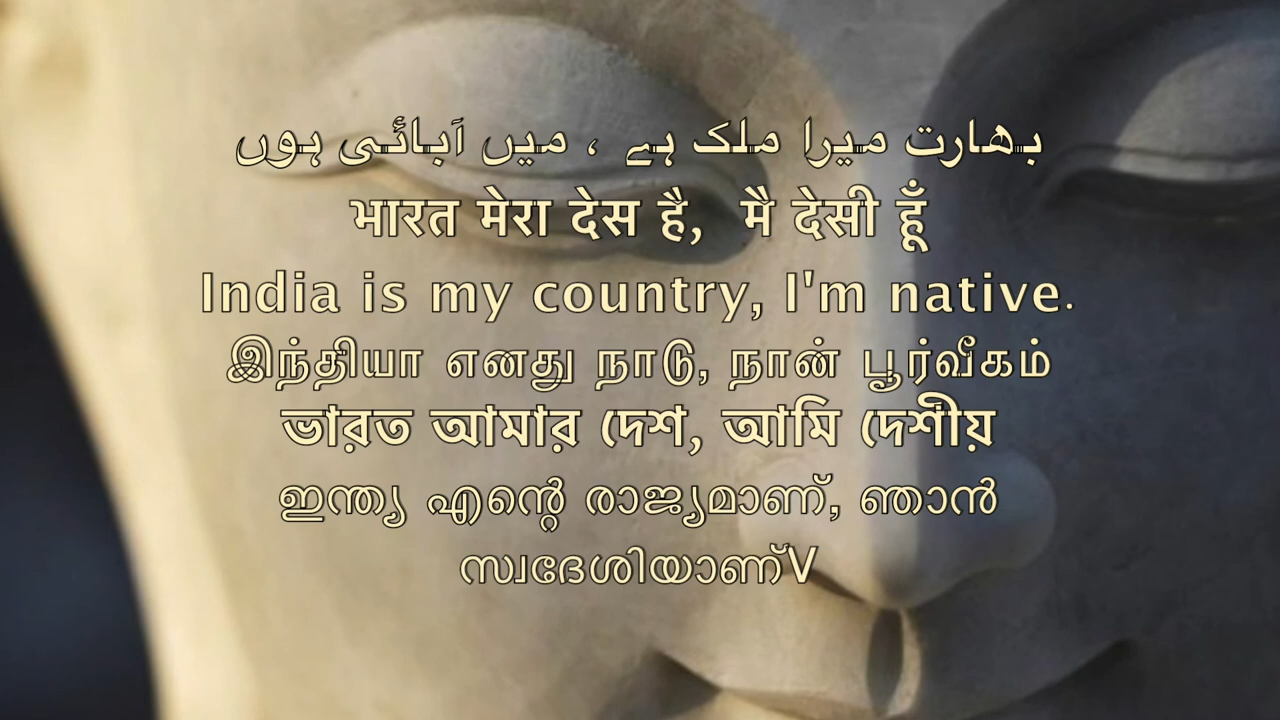 بھارت میرا ملک ہے ، میں آبائی ہوں
भारत मेरा देस है, मै देसी हूँ
India is my country, I'm native.
இந்தியா எனது நாடு, நான் பூர்வீகம்
ভারত আমার দেশ, আমি দেশীয়
ഇന്ത്യ എന്റെ രാജ്യമാണ്, ഞാൻ
സ്വദേശിയാണ്V